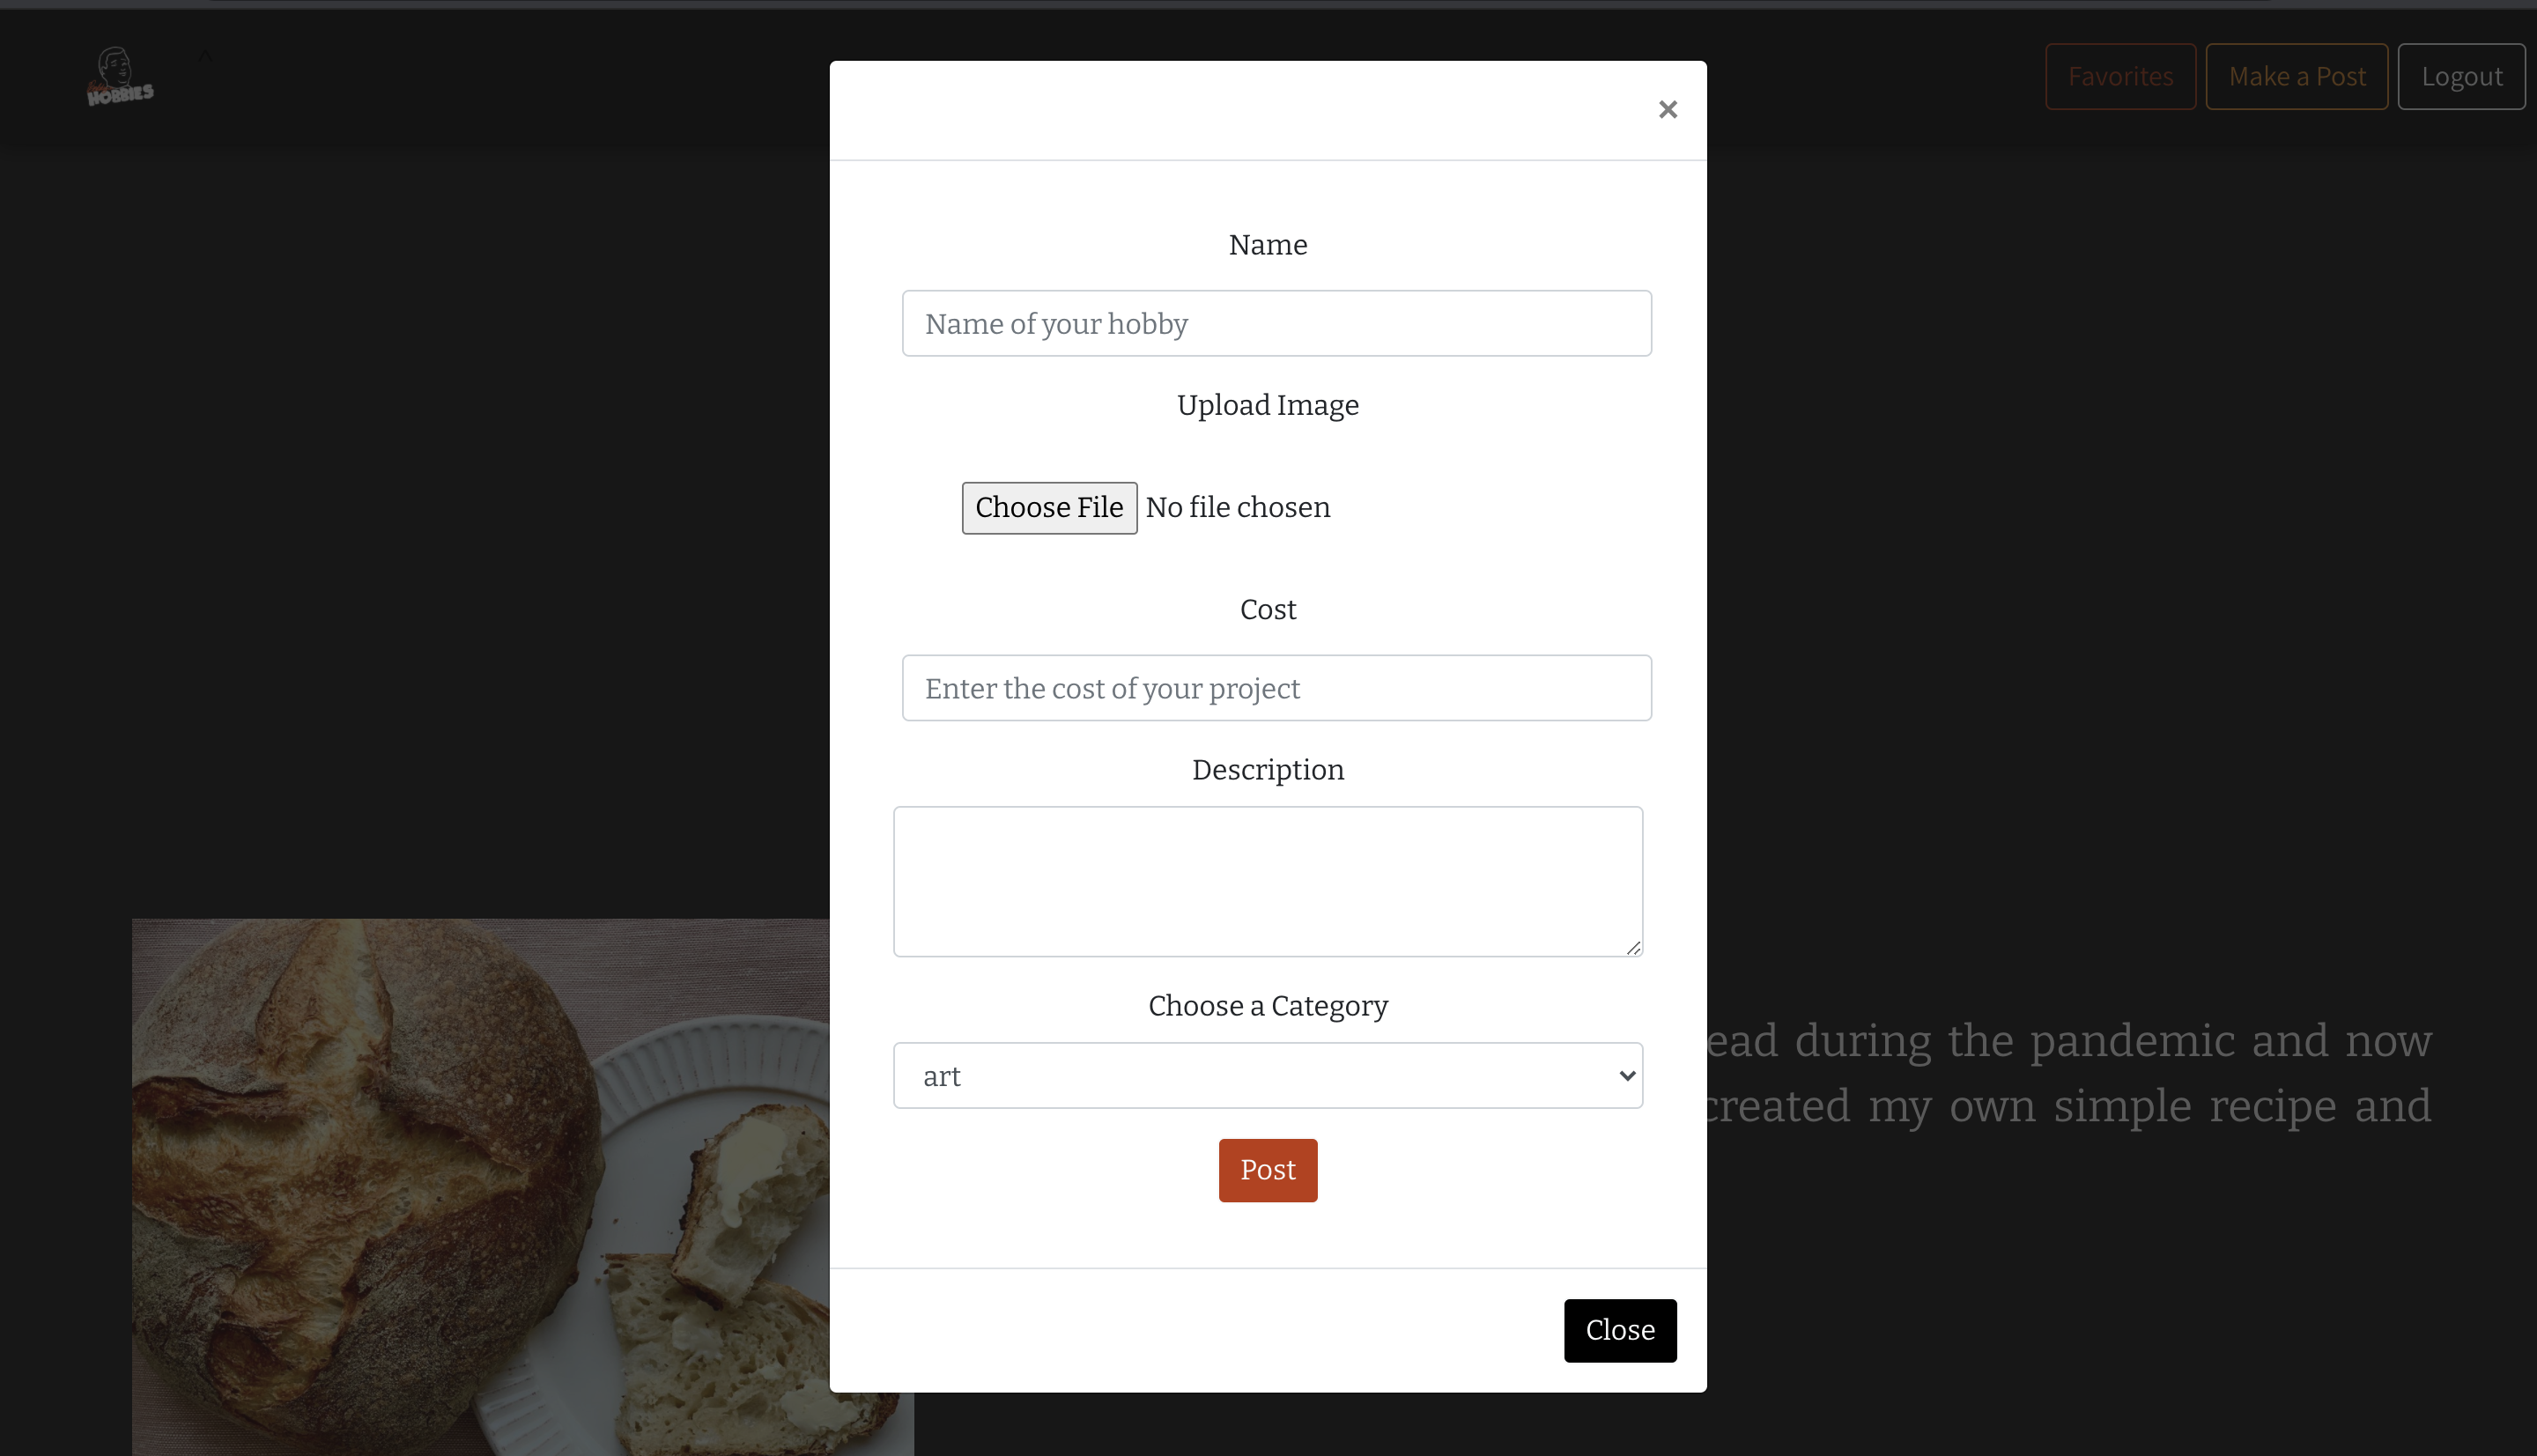 HOBBIES
Favorites
Make a Post
Logout
×
Name
Name of your hobby
Upload Image
Choose File No file chosen
Cost
Enter the cost of your project
Description
Choose a Category
art
ead during the pandemic and now
created my own simple recipe and
Post
Close